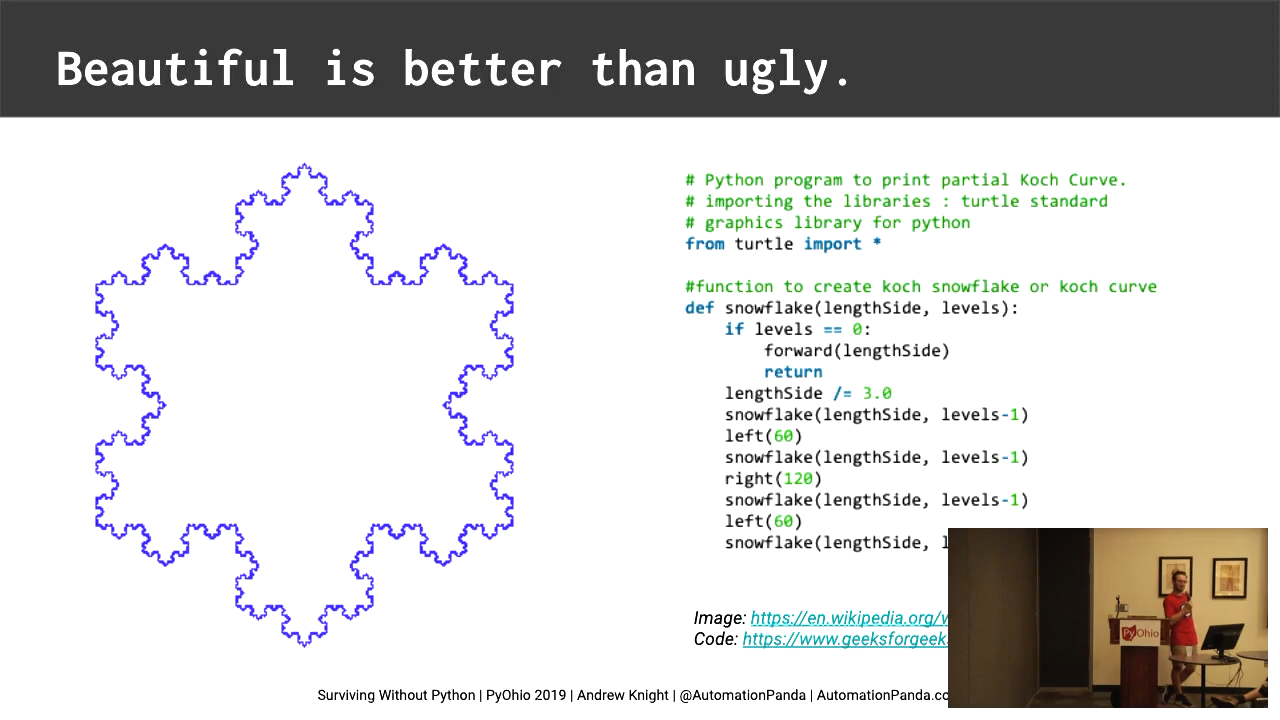 Beautiful is better than ugly.
# Python program to print partial Koch Curve.
# importing the libraries : turtle standard
# graphics library for python
from turtle import *
#function to create koch snowflake or koch curve
def snowflake(lengthSide, levels):
    if levels == 0:
        forward(lengthSide)
        return
    lengthSide /= 3.0
    snowflake(lengthSide, levels-1)
    left(60)
    snowflake(lengthSide, levels-1)
    right(120)
    snowflake(lengthSide, levels-1)
    left(60)
    snowflake(lengthSide,
Image: https://en.wikipedia.org/
Code: https://www.geeksforgeeks
PyOhio
Surviving Without Python | PyOhio 2019 | Andrew Knight | @AutomationPanda | AutomationPanda.co